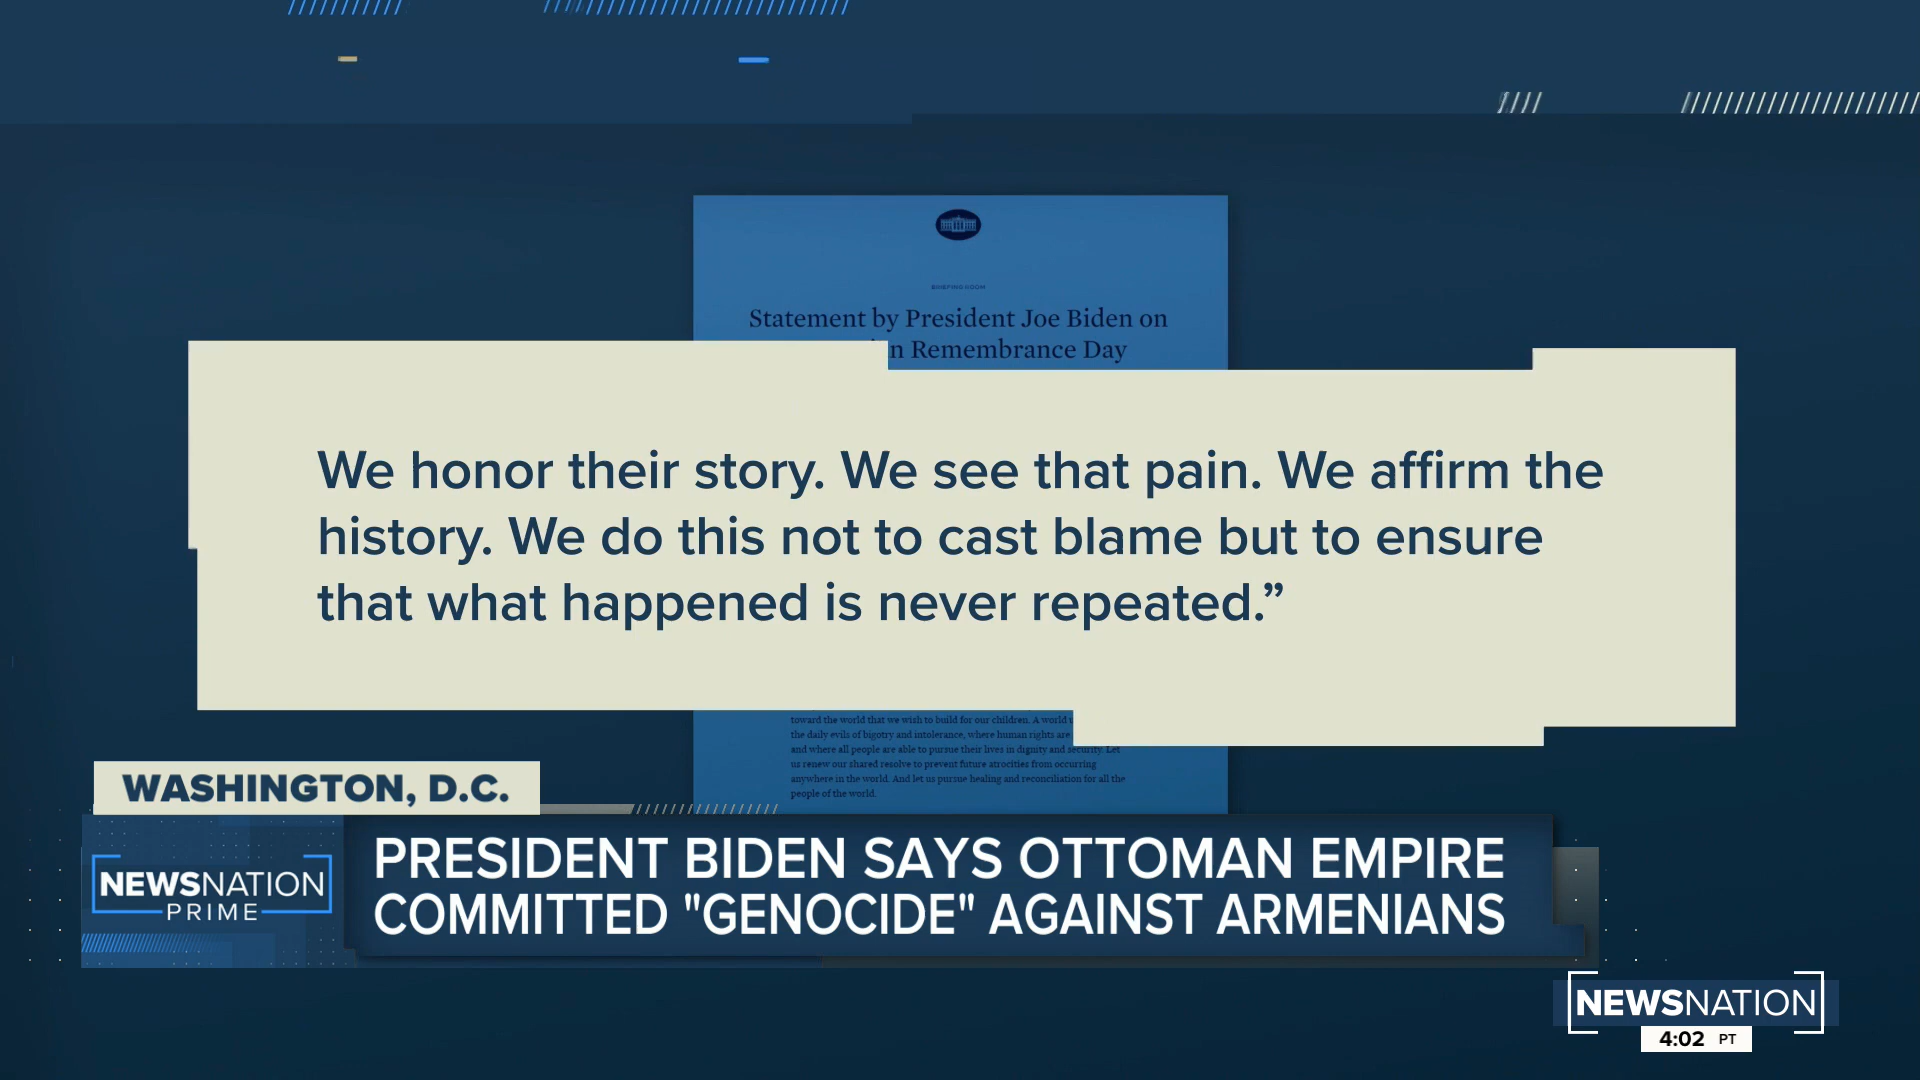 BRIEFING ROOM
Statement by President Joe Biden on
n Remembrance Day
We honor their story. We see that pain. We affirm the
history. We do this not to cast blame but to ensure
that what happened is never repeated.”
toward the world that we wish to build for our children. A world
the daily evils of bigotry and intolerance, where human rights are
and where all people are able to pursue their lives in dignity and security. Let
us renew our shared resolve to prevent future atrocities from occurring
anywhere in the world. And let us pursue healing and reconciliation for all the
people of the world.
WASHINGTON, D.C.
PRESIDENT BIDEN SAYS OTTOMAN EMPIRE
COMMITTED "GENOCIDE" AGAINST ARMENIANS
NEWSNATION
PRIME
NEWSNATION
4:02 PT